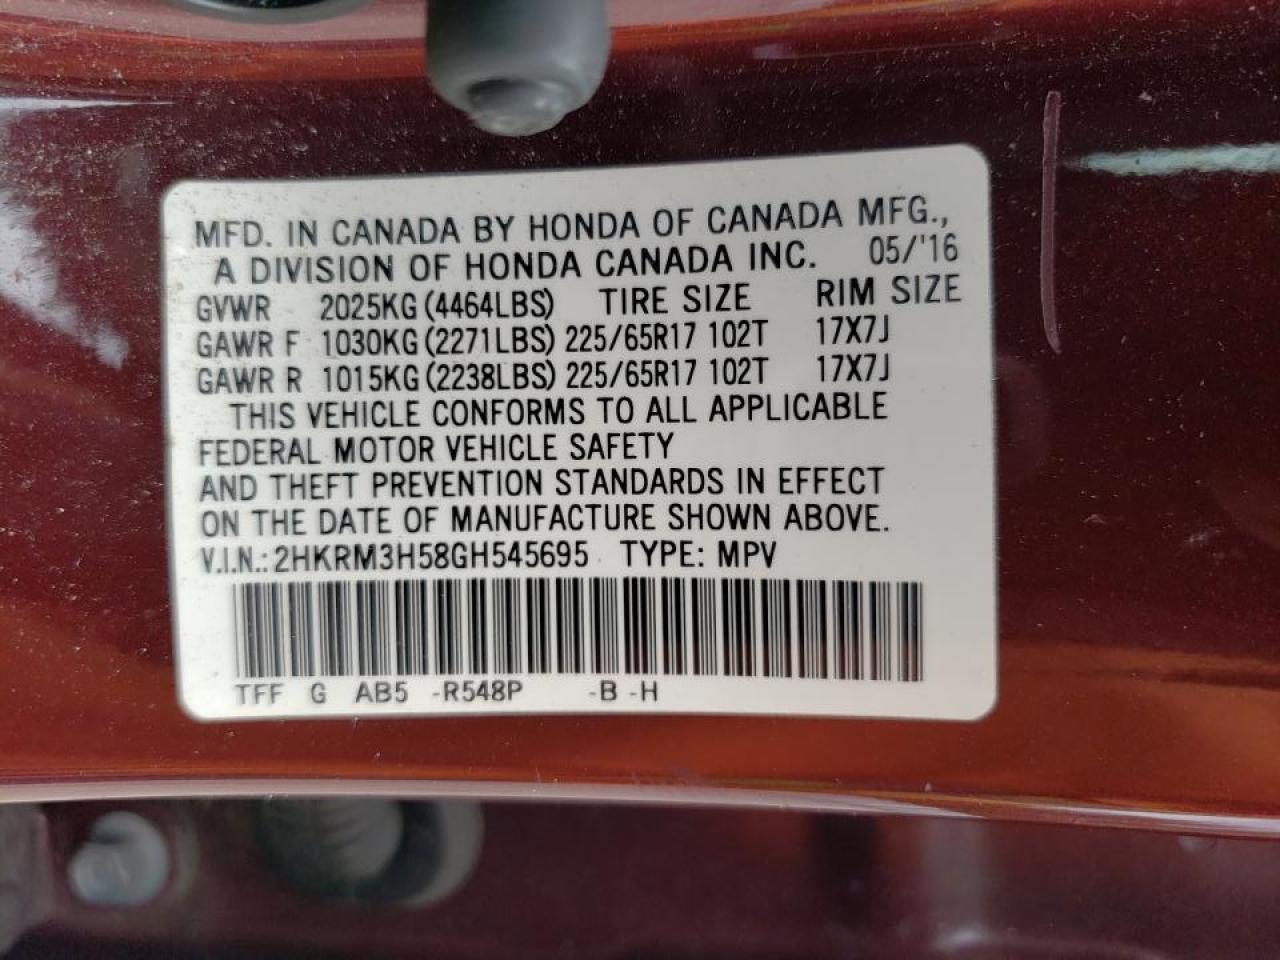 MFD. IN CANADA BY HONDA OF CANADA MFG.,
A DIVISION OF HONDA CANADA INC. 05/'16
GVWR 2025KG (4464LBS) TIRE SIZE RIM SIZE
GAWR F 1030KG (2271LBS) 225/65R17 102T 17X7J
GAWR R 1015KG (2238LBS) 225/65R17 102T 17X7J
THIS VEHICLE CONFORMS TO ALL APPLICABLE
FEDERAL MOTOR VEHICLE SAFETY
AND THEFT PREVENTION STANDARDS IN EFFECT
ON THE DATE OF MANUFACTURE SHOWN ABOVE.
V.I.N.: 2HKRM3H58GH545695 TYPE: MPV
TFF G AB5 -R548P -B -H